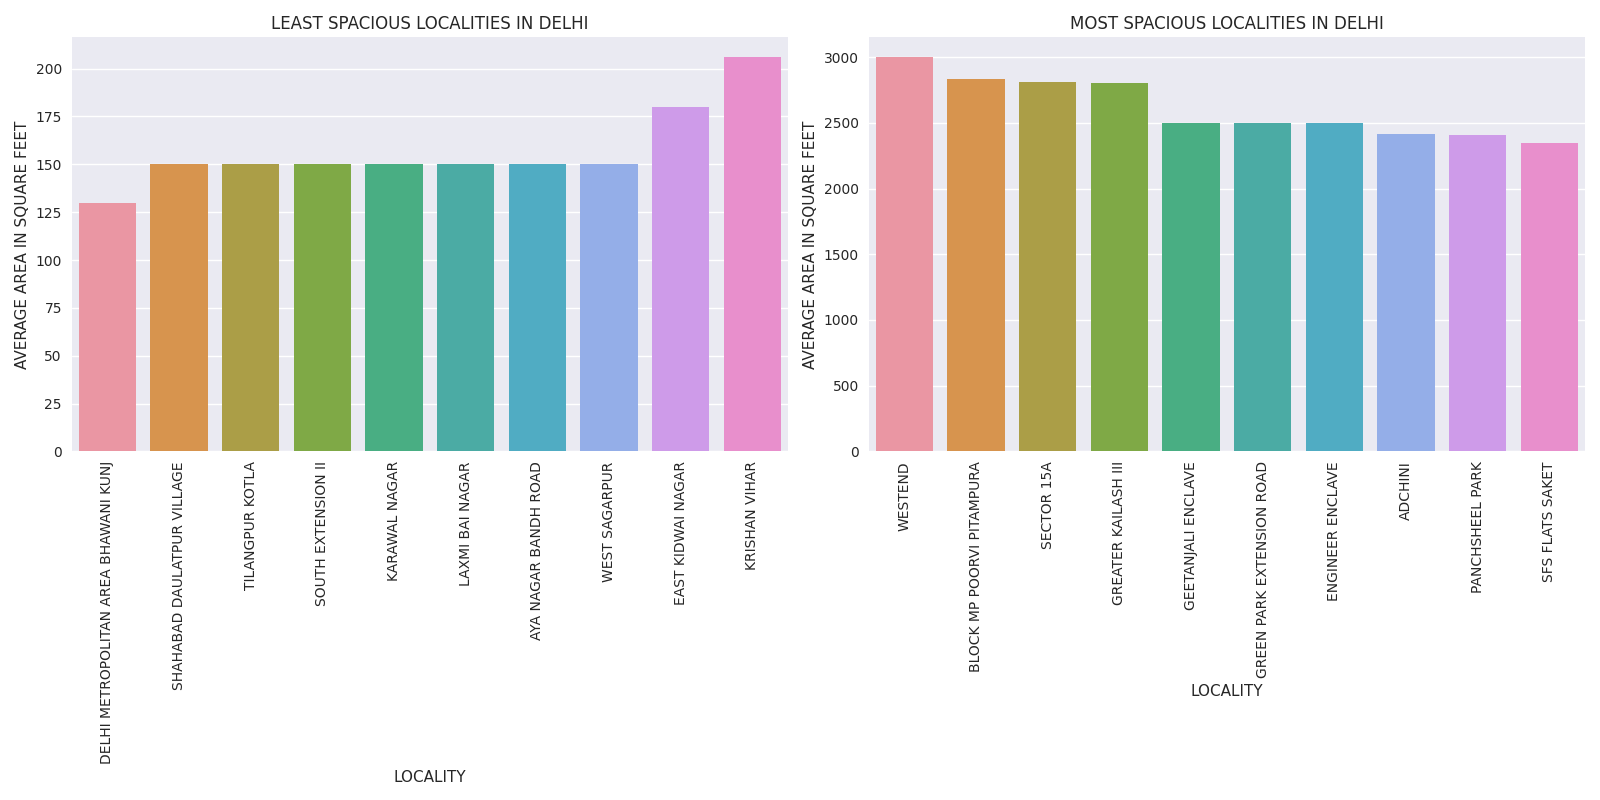 LEAST SPACIOUS LOCALITIES IN DELHI
AVERAGE AREA IN SQUARE FEET
200
175
150
125
100
75
50
25
0
DELHI METROPOLITAN AREA BHAWANI KUNJ
SHAHABAD DAULATPUR VILLAGE
TILANGPUR KOTLA
SOUTH EXTENSION II
KARAWAL NAGAR
LAXMI BAI NAGAR
AYA NAGAR BANDH ROAD
WEST SAGARPUR
EAST KIDWAI NAGAR
KRISHAN VIHAR
LOCALITY
MOST SPACIOUS LOCALITIES IN DELHI
AVERAGE AREA IN SQUARE FEET
3000
2500
2000
1500
1000
500
0
WESTEND
BLOCK MP POORVI PITAMPURA
SECTOR 15A
GREATER KAILASH III
GEETANJALI ENCLAVE
GREEN PARK EXTENSION ROAD
ENGINEER ENCLAVE
ADCHINI
PANCHSHEEL PARK
SFS FLATS SAKET
LOCALITY